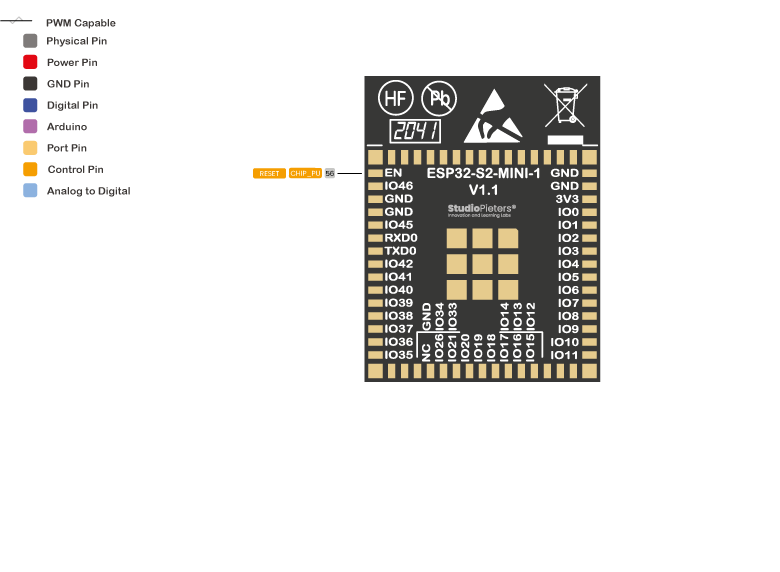 PWM Capable
Physical Pin
Power Pin
GND Pin
Digital Pin
Arduino
Port Pin
Control Pin
Analog to Digital
HF
Pb
2041
RESET CHIP_PU 56
ESP32-S2-MINI-1
V1.1
StudioPieters®
Innovation and Learning Labs
EN
IO46
GND
GND
IO45
RXD0
TXD0
IO42
IO41
IO40
IO39
IO38
IO37
IO36
IO35
GND
IO34
IO33
IO14
IO13
IO12
NC
IO26
IO21
IO20
IO19
IO18
IO17
IO16
IO15
GND
GND
3V3
IO0
IO1
IO2
IO3
IO4
IO5
IO6
IO7
IO8
IO9
IO10
IO11